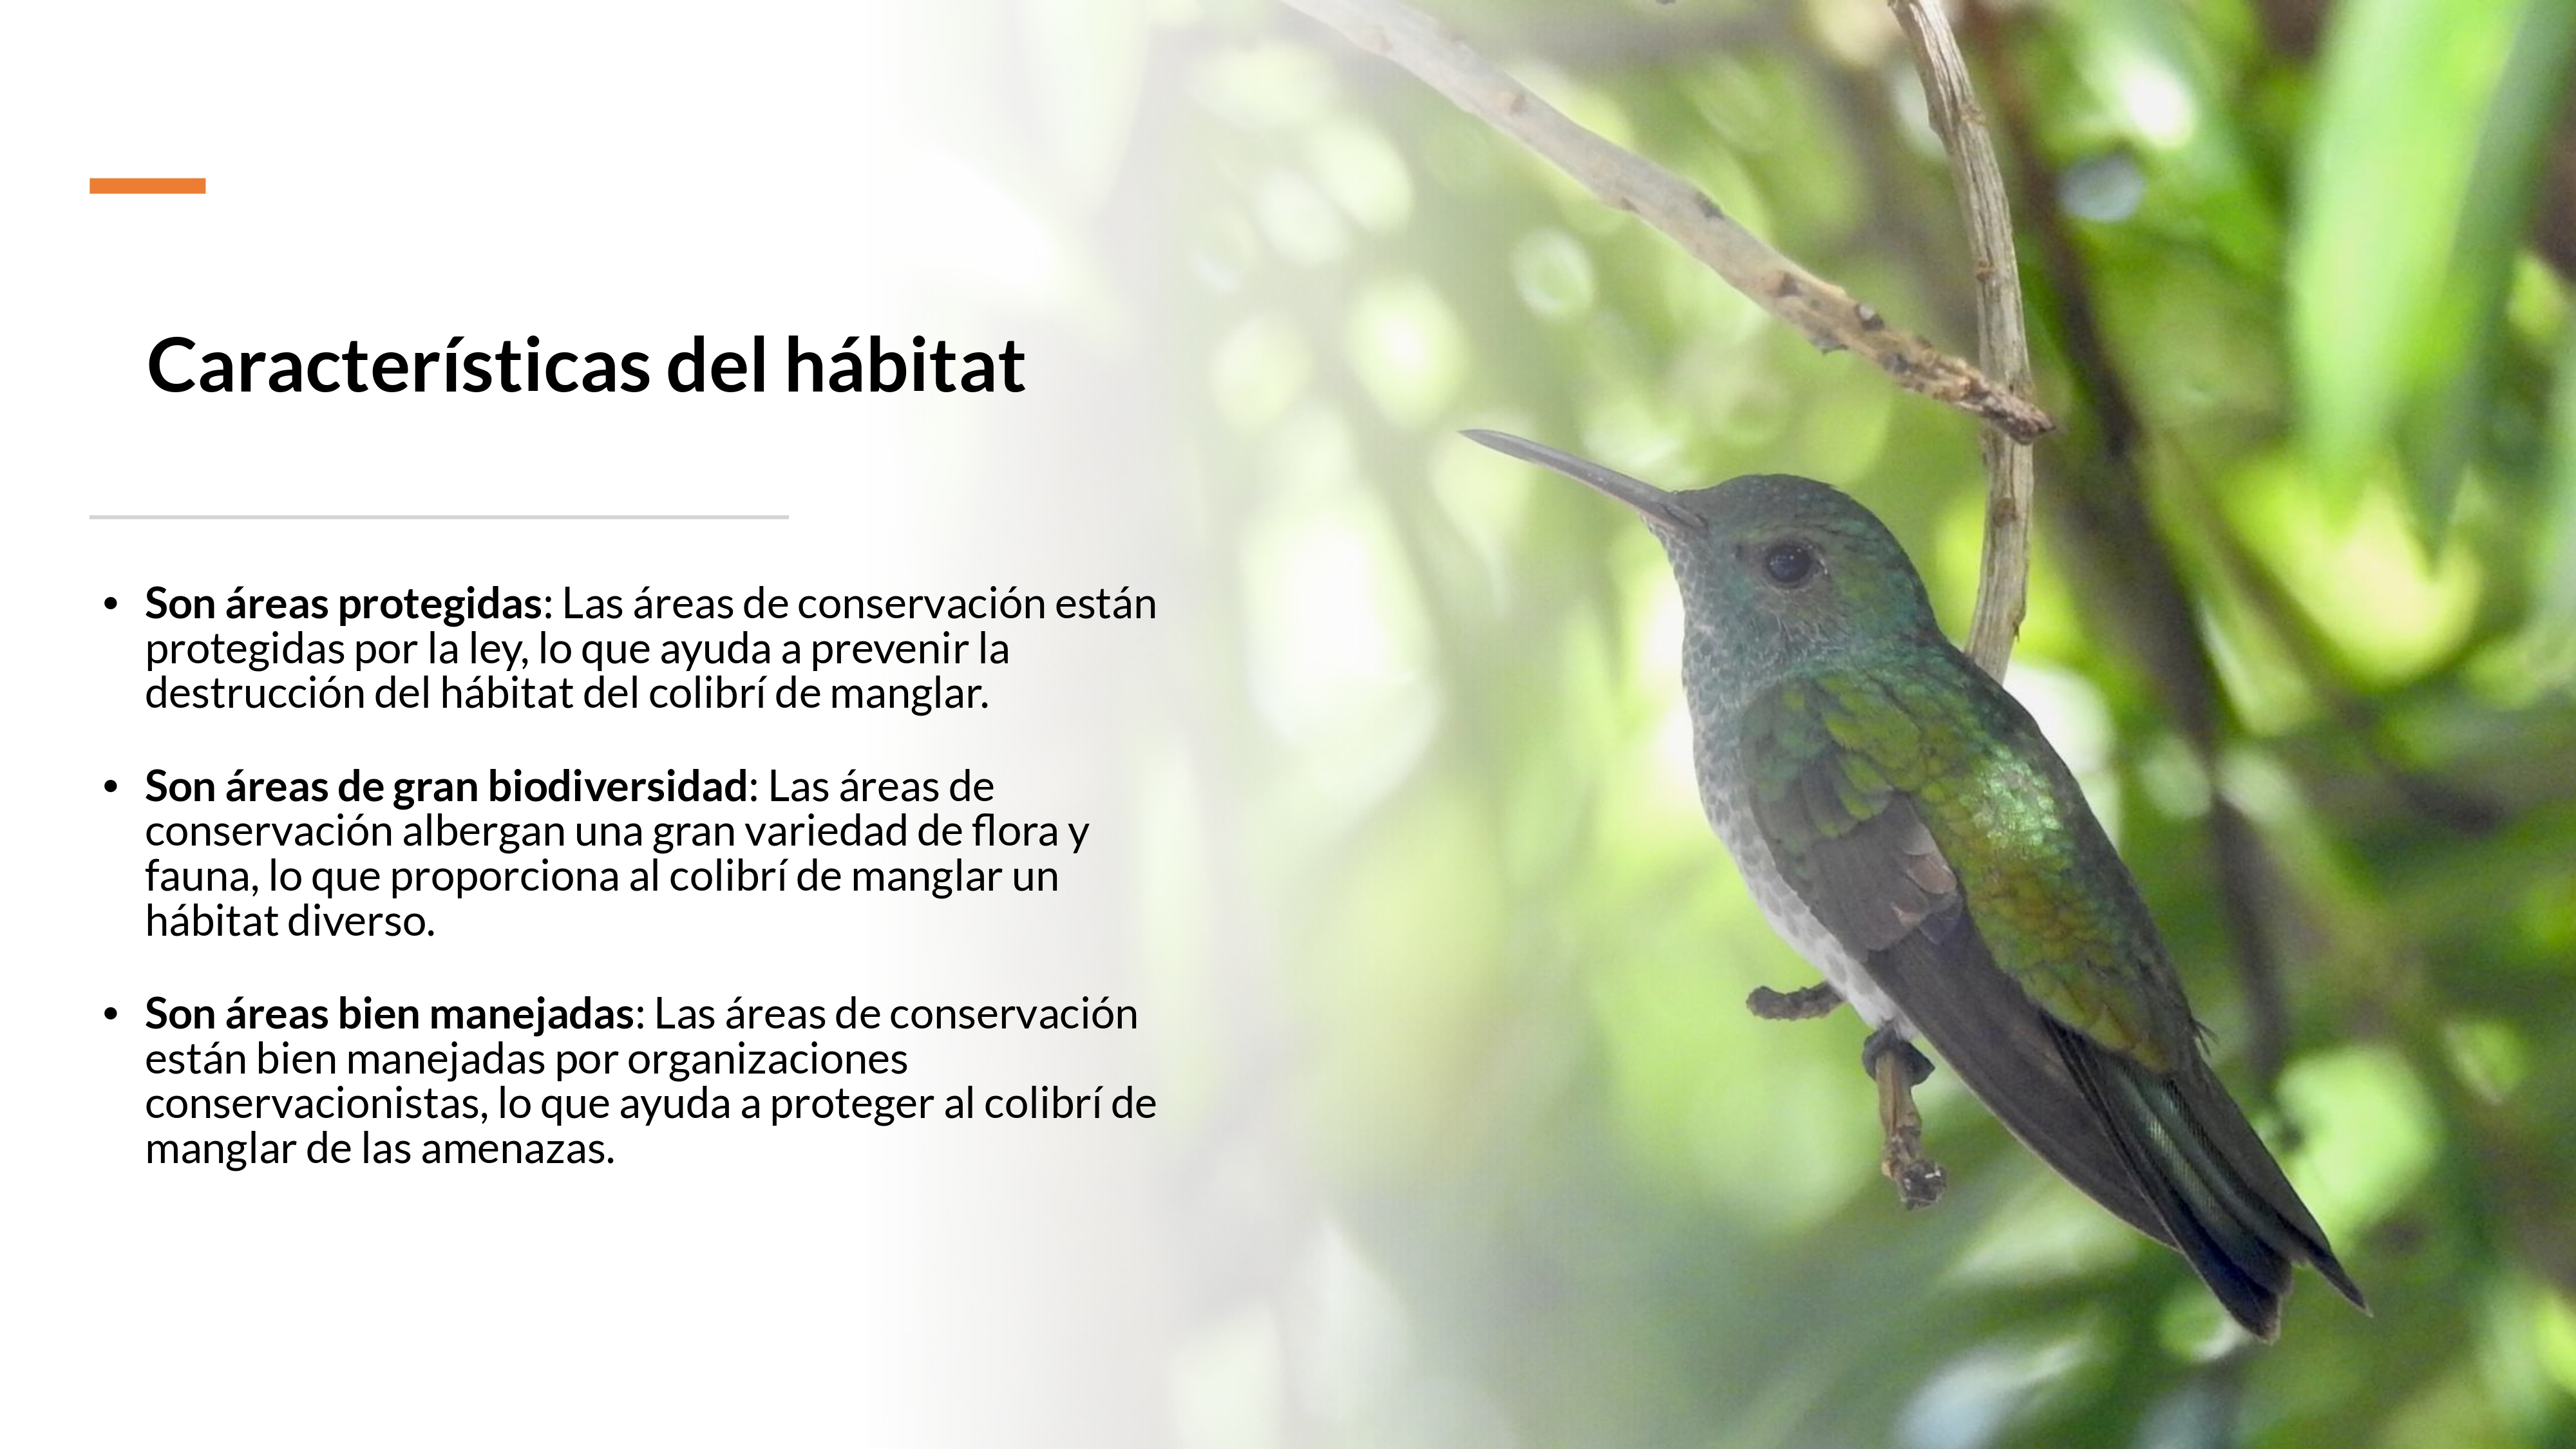 Características del hábitat
• Son áreas protegidas: Las áreas de conservación están
protegidas por la ley, lo que ayuda a prevenir la
destrucción del hábitat del colibrí de manglar.
• Son áreas de gran biodiversidad: Las áreas de
conservación albergan una gran variedad de flora y
fauna, lo que proporciona al colibrí de manglar un
hábitat diverso.
• Son áreas bien manejadas: Las áreas de conservación
están bien manejadas por organizaciones
conservacionistas, lo que ayuda a proteger al colibrí de
manglar de las amenazas.